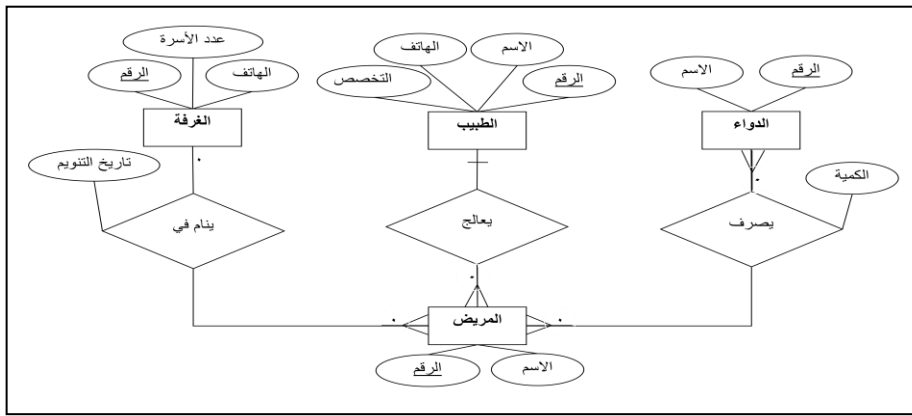 عدد الأسرة
الرقم
الهاتف
الغرفة
الهاتف
الاسم
التخصص
الرقم
الطبيب
الاسم
الرقم
الدواء
تاريخ التنويم
الكمية
ينام في
يعالج
يصرف
المريض
الرقم
الاسم